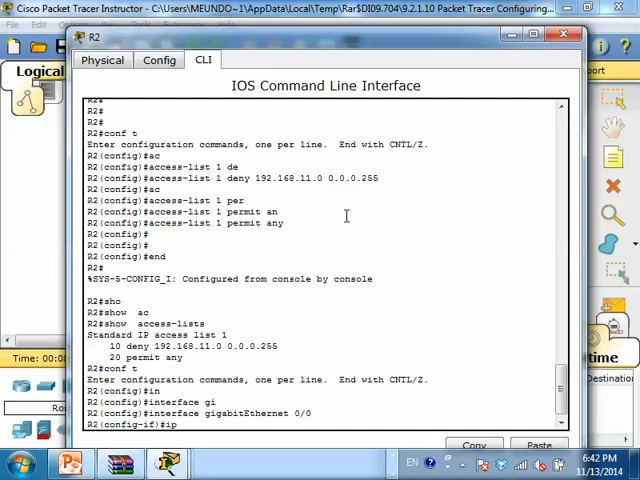 Cisco Packet Tracer Instructor - C:\Users\MEUNDO~1\AppData\Local\Temp\Rar$DI09.704\9.2.1.10 Packet Tracer Configuring...
File
R2
Logical
Physical
Config
CLI
port
IOS Command Line Interface
R2#
R2#
R2#
R2#conf t
Enter configuration commands, one per line.  End with CNTL/Z.
R2(config)#ac
R2(config)#access-list 1 de
R2(config)#access-list 1 deny 192.168.11.0 0.0.0.255
R2(config)#ac
R2(config)#access-list 1 per
R2(config)#access-list 1 permit an
R2(config)#access-list 1 permit any
R2(config)#
R2(config)#
R2(config)#end
R2#
%SYS-5-CONFIG_I: Configured from console by console
R2#sho
R2#show  ac
R2#show  access-lists
Standard IP access list 1
10 deny 192.168.11.0 0.0.0.255
20 permit any
R2#conf t
Enter configuration commands, one per line.  End with CNTL/Z.
R2(config)#in
R2(config)#interface gi
R2(config)#interface gigabitEthernet 0/0
R2(config-if)#ip
Time: 00:0
time
Destination
Ro
Copy
Paste
EN
6:42 PM
11/13/2014